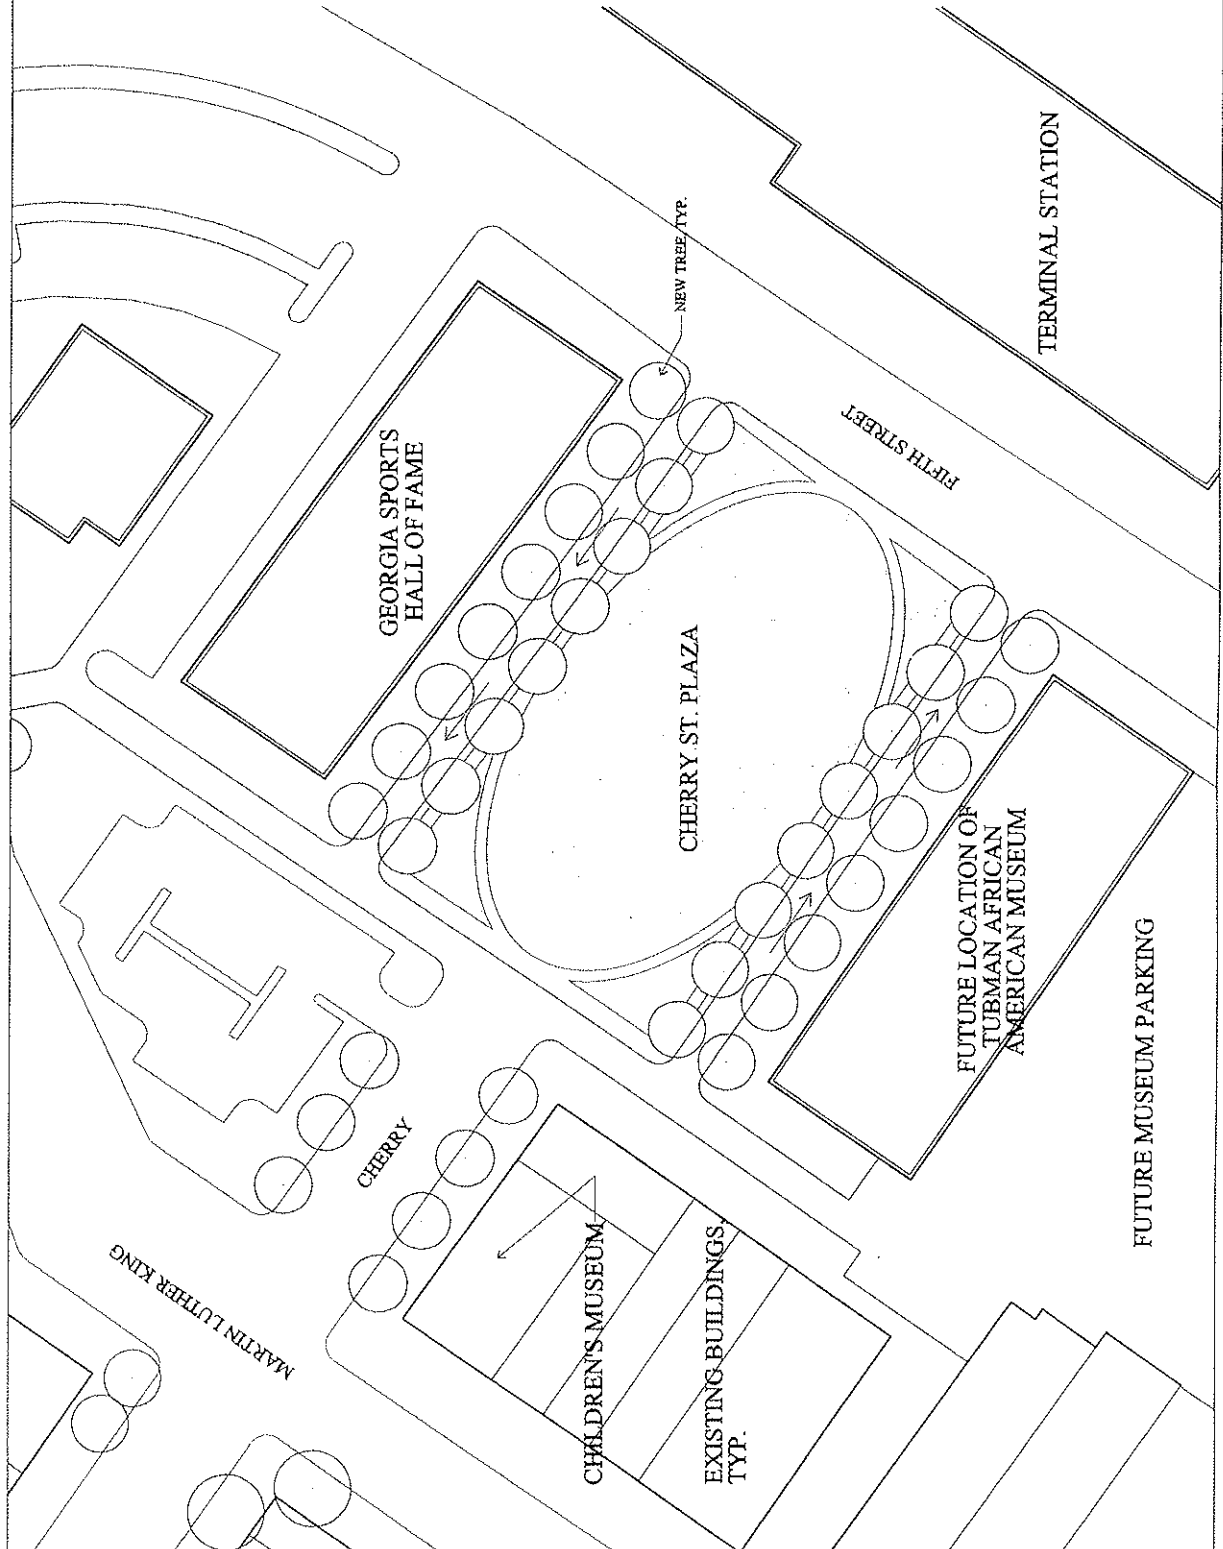 GEORGIA SPORTS
HALL OF FAME
NEW TREE, TYP.
TERMINAL STATION
FIFTH STREET
CHERRY ST. PLAZA
CHERRY
MARTIN LUTHER KING
CHILDREN'S MUSEUM
EXISTING BUILDINGS,
TYP.
FUTURE LOCATION OF
TUBMAN AFRICAN
AMERICAN MUSEUM
FUTURE MUSEUM PARKING